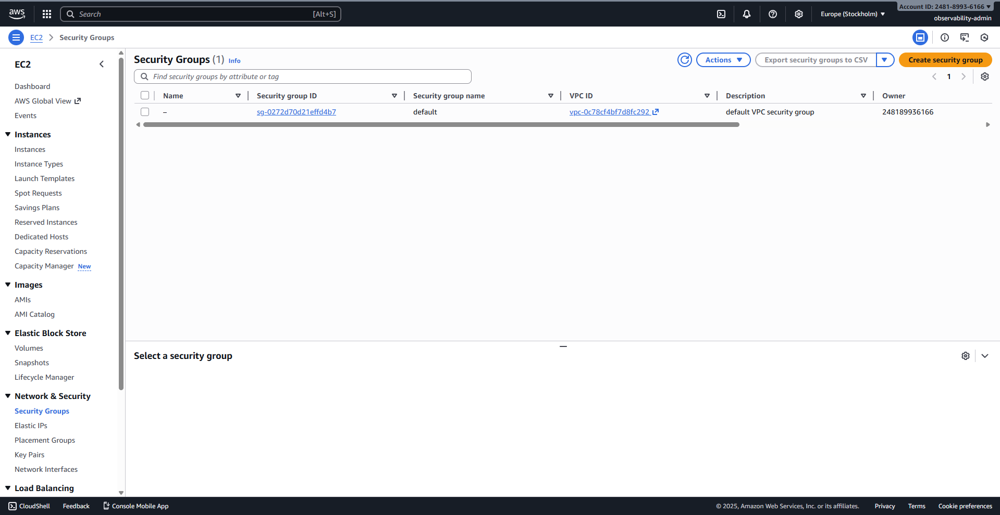 aws
Search [Alt+S]
Europe (Stockholm)
Account ID: 2481-8993-6166
observability-admin
EC2 Security Groups
EC2
Dashboard
AWS Global View
Events
Instances
Instances
Instance Types
Launch Templates
Spot Requests
Savings Plans
Reserved Instances
Dedicated Hosts
Capacity Reservations
Capacity Manager New
Images
AMIs
AMI Catalog
Elastic Block Store
Volumes
Snapshots
Lifecycle Manager
Network & Security
Security Groups
Elastic IPs
Placement Groups
Key Pairs
Network Interfaces
Load Balancing
Security Groups (1) Info
Actions
Export security groups to CSV
Create security group
Find security groups by attribute or tag
1
Name Security group ID Security group name VPC ID Description Owner
– sg-0272d70d21effd4b7 default vpc-0c78cf4bf7d8fc292 default VPC security group 248189936166
Select a security group
CloudShell Feedback Console Mobile App © 2025, Amazon Web Services, Inc. or its affiliates. Privacy Terms Cookie preferences